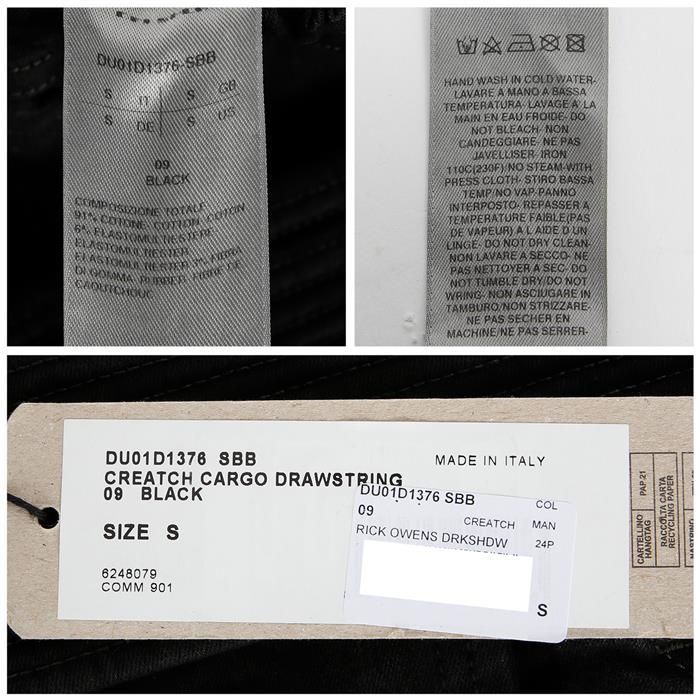 DU01D1376-SBB
S IT S GB
S DE S US
09
BLACK
COMPOSIZIONE TOTALE:
91% COTONE: COTTON, COTON
6% ELASTOMULTIESTERE:
ELASTOMULTIESTER
ELASTOMULTIESTER 3% FIBRA
DI GOMMA, RUBBER, FIBRE DE
CAOUTCHOUC
HAND WASH IN COLD WATER-
LAVARE A MANO A BASSA
TEMPERATURA- LAVAGE A' LA
MAIN EN EAU FROIDE- DO
NOT BLEACH- NON
CANDEGGIARE- NE PAS
JAVELLISER- IRON
110C(230F)/NO STEAM-WITH
PRESS CLOTH- STIRO BASSA
TEMP/NO VAP-PANNO
INTERPOSTO- REPASSER A
TEMPERATURE FAIBLE(PAS
DE VAPEUR) A L AIDE D UN
LINGE- DO NOT DRY CLEAN-
NON LAVARE A SECCO- NE
PAS NETTOYER A SEC- DO
NOT TUMBLE DRY/DO NOT
WRING- NON ASCIUGARE IN
TAMBURO/NON STRIZZARE-
NE PAS SECHER EN
MACHINE/NE PAS SERRER-
DU01D1376 SBB
MADE IN ITALY
CREATCH CARGO DRAWSTRING
09 BLACK
SIZE S
6248079
COMM 901
DU01D1376 SBB COL
09
CREATCH MAN
RICK OWENS DRKSHDW 24P
S
CARTELLINO
HANGTAG
PAP 21
RACCOLTA CARTA
RECYCLING PAPER